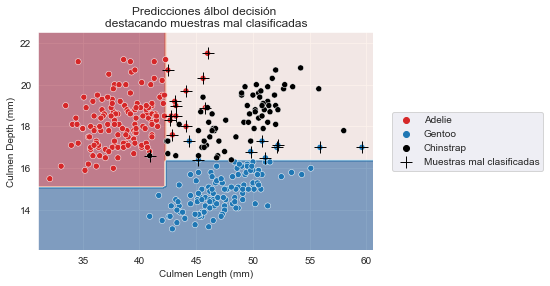 Predicciones álbol decisión
destacando muestras mal clasificadas
22
20
18
16
14
Culmen Depth (mm)
35
40
45
50
55
60
Culmen Length (mm)
Adelie
Gentoo
Chinstrap
Muestras mal clasificadas